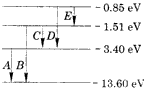 E
– 0.85 eV
– 1.51 eV
C D
– 3.40 eV
A B
– 13.60 eV